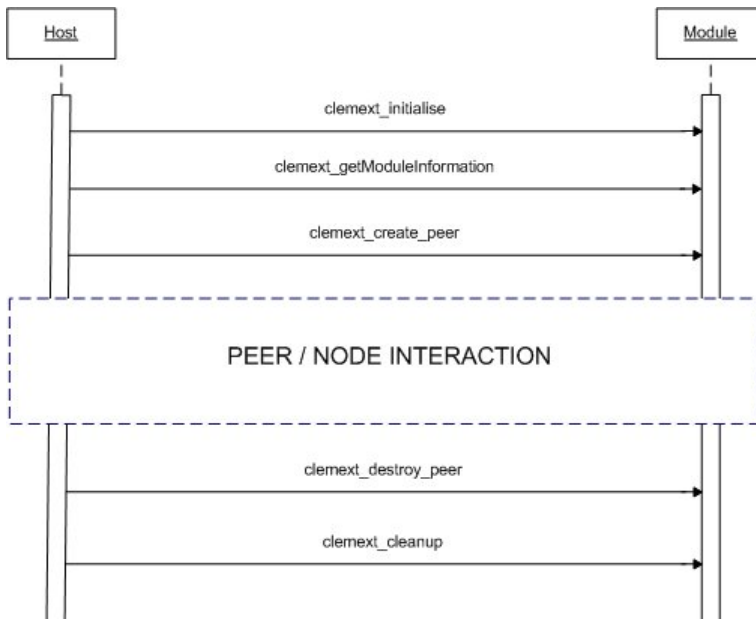 Host
Module
clemext_initialise
clemext_getModuleInformation
clemext_create_peer
PEER / NODE INTERACTION
clemext_destroy_peer
clemext_cleanup